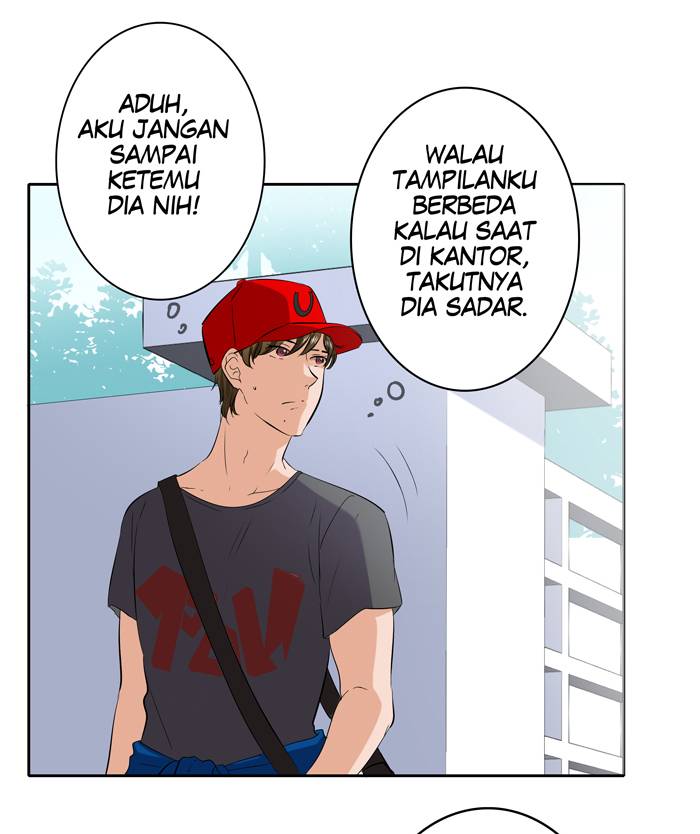 ADUH,
AKU JANGAN
SAMPAI
KETEMU
DIA NIH!
WALAU
TAMPILANKU
BERBEDA
KALAU SAAT
DI KANTOR,
TAKUTNYA
DIA SADAR.